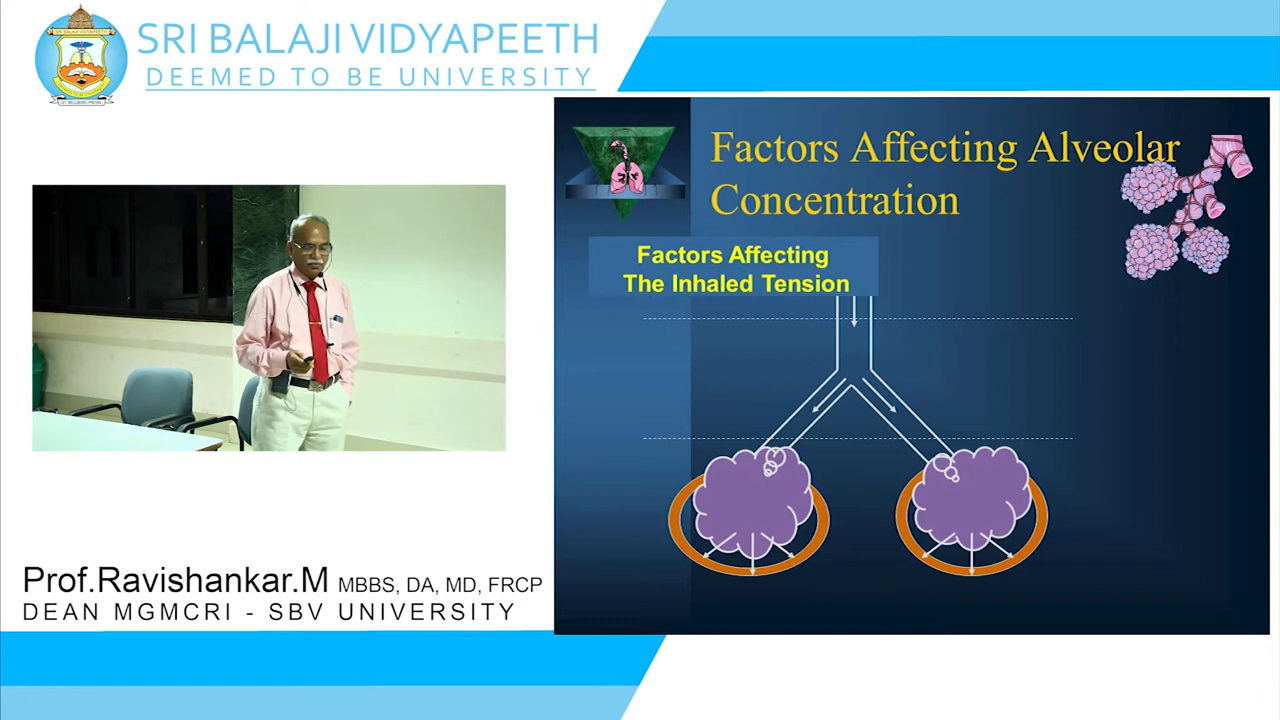 SRI BALAJI VIDYAPEETH
DEEMED TO BE UNIVERSITY
Factors Affecting Alveolar
Concentration
Factors Affecting
The Inhaled Tension
Prof.Ravishankar.M MBBS, DA, MD, FRCP
DEAN MGMCRI - SBV UNIVERSITY